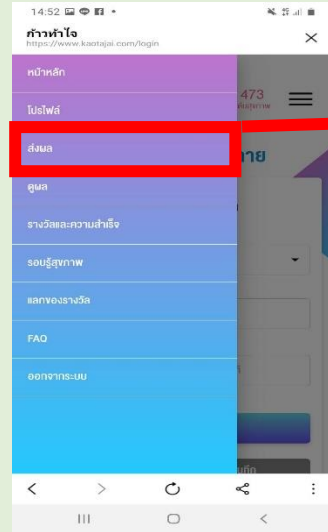 14:52
ก้าวท้าใจ
https://www.kaotajai.com/login
หน้าหลัก
โปรไฟล์
473
ส่งผล
าย
ดูผล
รางวัลและความสำเร็จ
รอบรู้สุขภาพ
แลกของรางวัล
FAQ
ออกจากระบบ